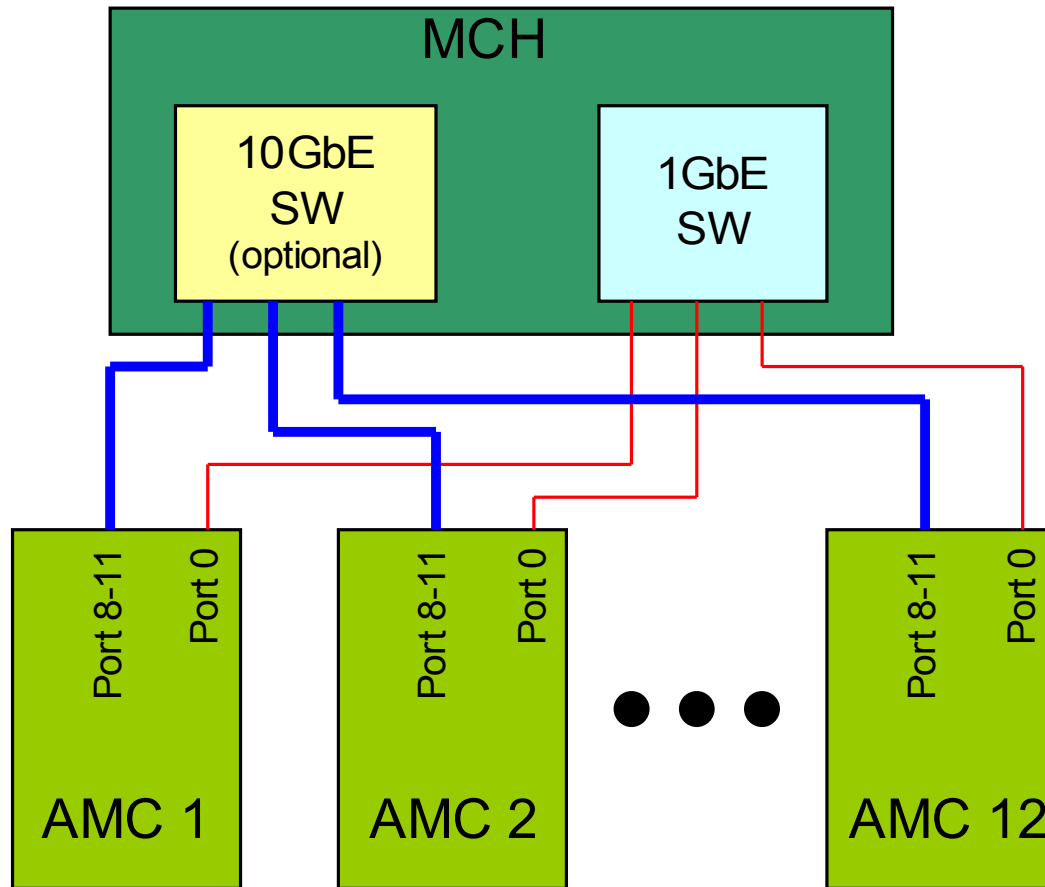 MCH
10GbE
SW
(optional)
1GbE
SW
Port 8-11
Port 0
Port 8-11
Port 0
Port 8-11
Port 0
AMC 1
AMC 2
AMC 12